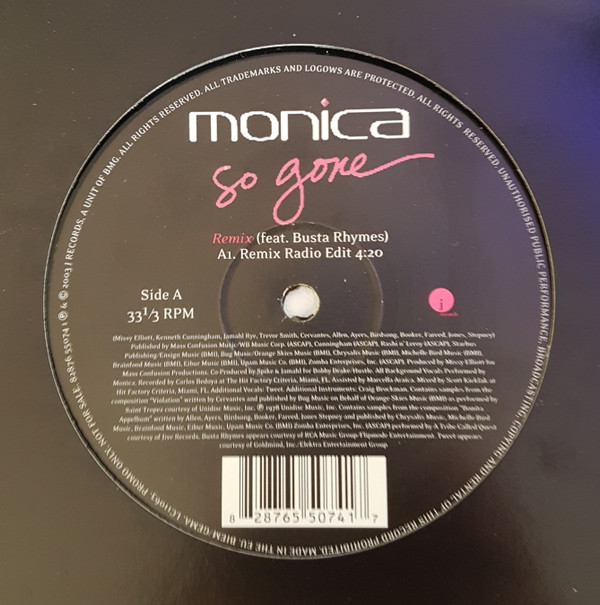 monica
so gone
Remix (feat. Busta Rhymes)
A1. Remix Radio Edit 4:20
Side A
33 1/3 RPM
j
records
(Missy Elliott, Kenneth Cunningham, Jamahl Rye, Trevor Smith, Cervantes, Allen, Ayers, Birdsong, Booker, Fareed, Jones, Stepney)
Published by Mass Confusion Music/WB Music Corp. (ASCAP), Cunningham (ASCAP), Rashi n' Leroy (ASCAP), Starbus
Publishing/Ensign Music (BMI), Bug Music/Orange Skies Music (BMI), Chrysalis Music (BMI), Michelle Bird Music (BMI),
Brainfood Music (BMI), Eibur Music (BMI), Upam Music Co. (BMI), Zomba Enterprises, Inc. (ASCAP) Produced by Missy Elliott for
Mass Confusion Productions. Co Produced by Spike & Jamahl for Bobby Drake/Hustle. All Background Vocals Performed by
Monica. Recorded by Carlos Bedoya at The Hit Factory Criteria, Miami, FL. Assisted by Marcella Araica. Mixed by Scott Kieklak at
Hit Factory Criteria, Miami, FL. Additional Vocals: Tweet. Additional Instruments: Craig Brockman. Contains samples from the
composition "Violation" written by Cervantes and published by Bug Music on Behalf of Orange Skies Music (BMI) as performed by
Saint Tropez courtesy of Unidisc Music, Inc. ℗ 1978 Unidisc Music, Inc. Contains samples from the composition "Bonita
Appelbum" written by Allen, Ayers, Birdsong, Booker, Fareed, Jones Stepney and published by Chrysalis Music, Michelle Bird
Music, Brainfood Music, Eibur Music, Upam Music Co. (BMI) Zomba Enterprises, Inc. (ASCAP) performed by A Tribe Called Quest
courtesy of Jive Records. Busta Rhymes appears courtesy of RCA Music Group/Flipmode Entertainment. Tweet appears
courtesy of Goldmind, Inc./Elektra Entertainment Group
8 28765 50741 7
℗ & © 2003 J RECORDS, A UNIT OF BMG. ALL RIGHTS RESERVED. ALL TRADEMARKS AND LOGOWS ARE PROTECTED. ALL RIGHTS RESERVED. UNAUTHORISED PUBLIC PERFORMANCE, BROADCASTING, COPYING AND RENTAL OF THIS RECORD PROHIBITED. MADE IN THE EU. BIEM/GEMA. LC11063. PROMO ONLY. NOT FOR SALE. 82876 55074 1